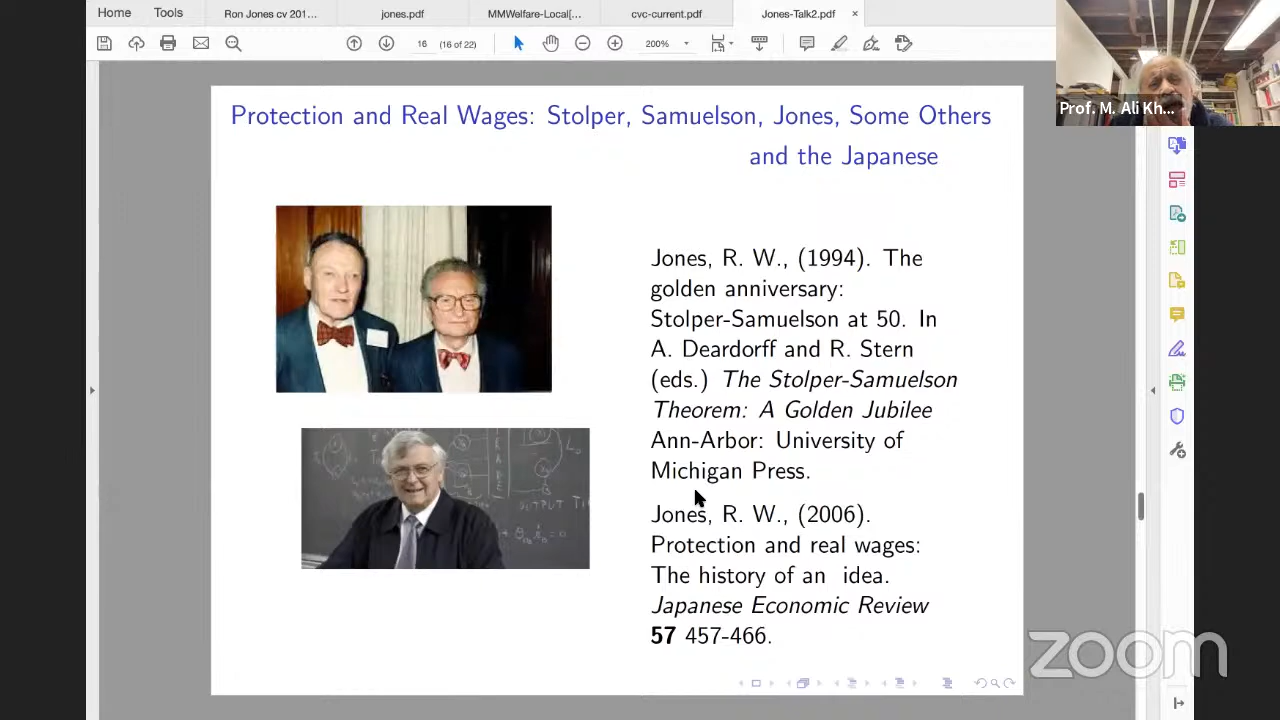 Home Tools Ron Jones cv 201... jones.pdf MMWelfare-Local[... cvc-current.pdf Jones-Talk2.pdf ×
16 (16 of 22) 200%
Prof. M. Ali Kh...
Protection and Real Wages: Stolper, Samuelson, Jones, Some Others
and the Japanese
Jones, R. W., (1994). The
golden anniversary:
Stolper-Samuelson at 50. In
A. Deardorff and R. Stern
(eds.) The Stolper-Samuelson
Theorem: A Golden Jubilee
Ann-Arbor: University of
Michigan Press.
Jones, R. W., (2006).
Protection and real wages:
The history of an idea.
Japanese Economic Review
57 457-466.
zoom